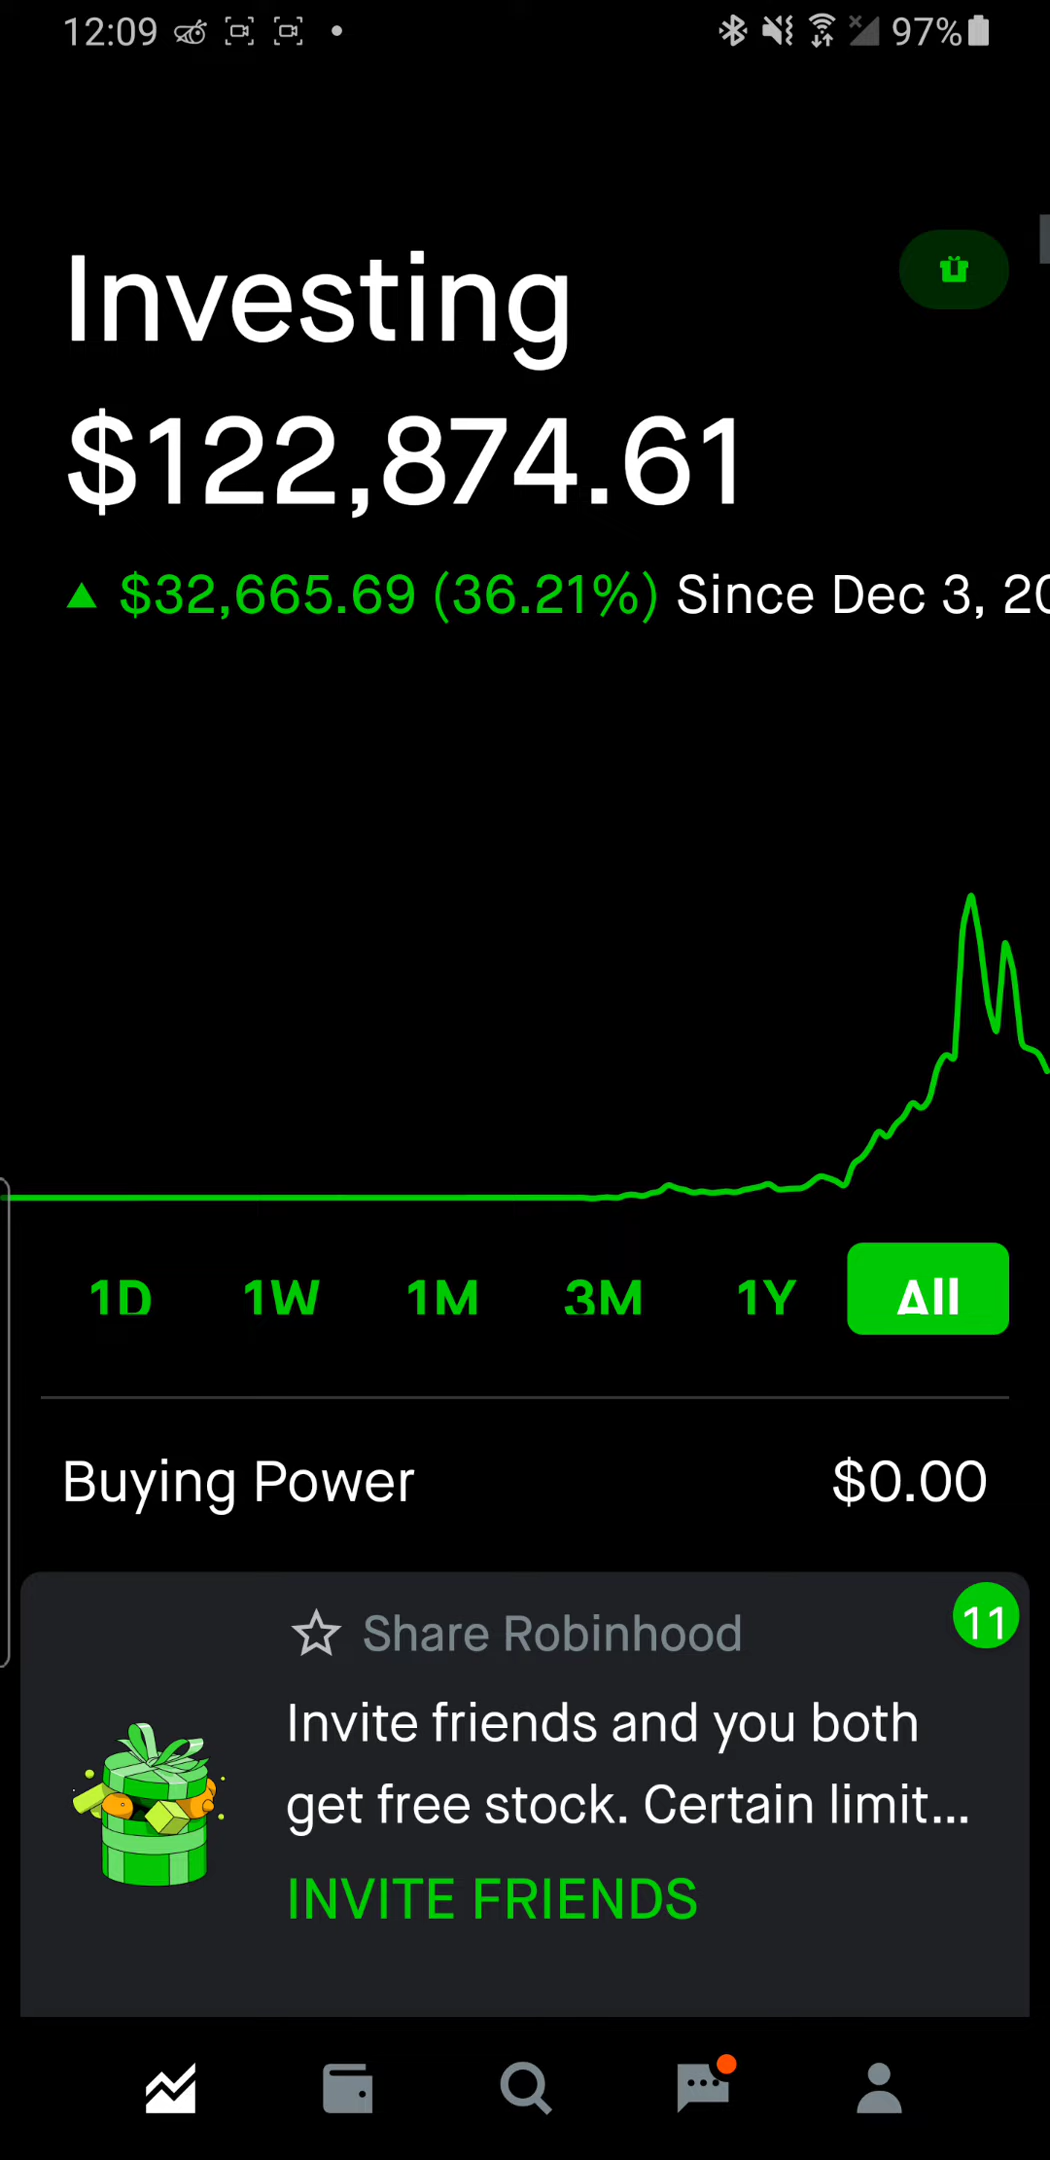 12:09 97%
Investing
$122,874.61
▲ $32,665.69 (36.21%) Since Dec 3, 20
1D 1W 1M 3M 1Y All
Buying Power $0.00
Share Robinhood 11
Invite friends and you both
get free stock. Certain limit...
INVITE FRIENDS